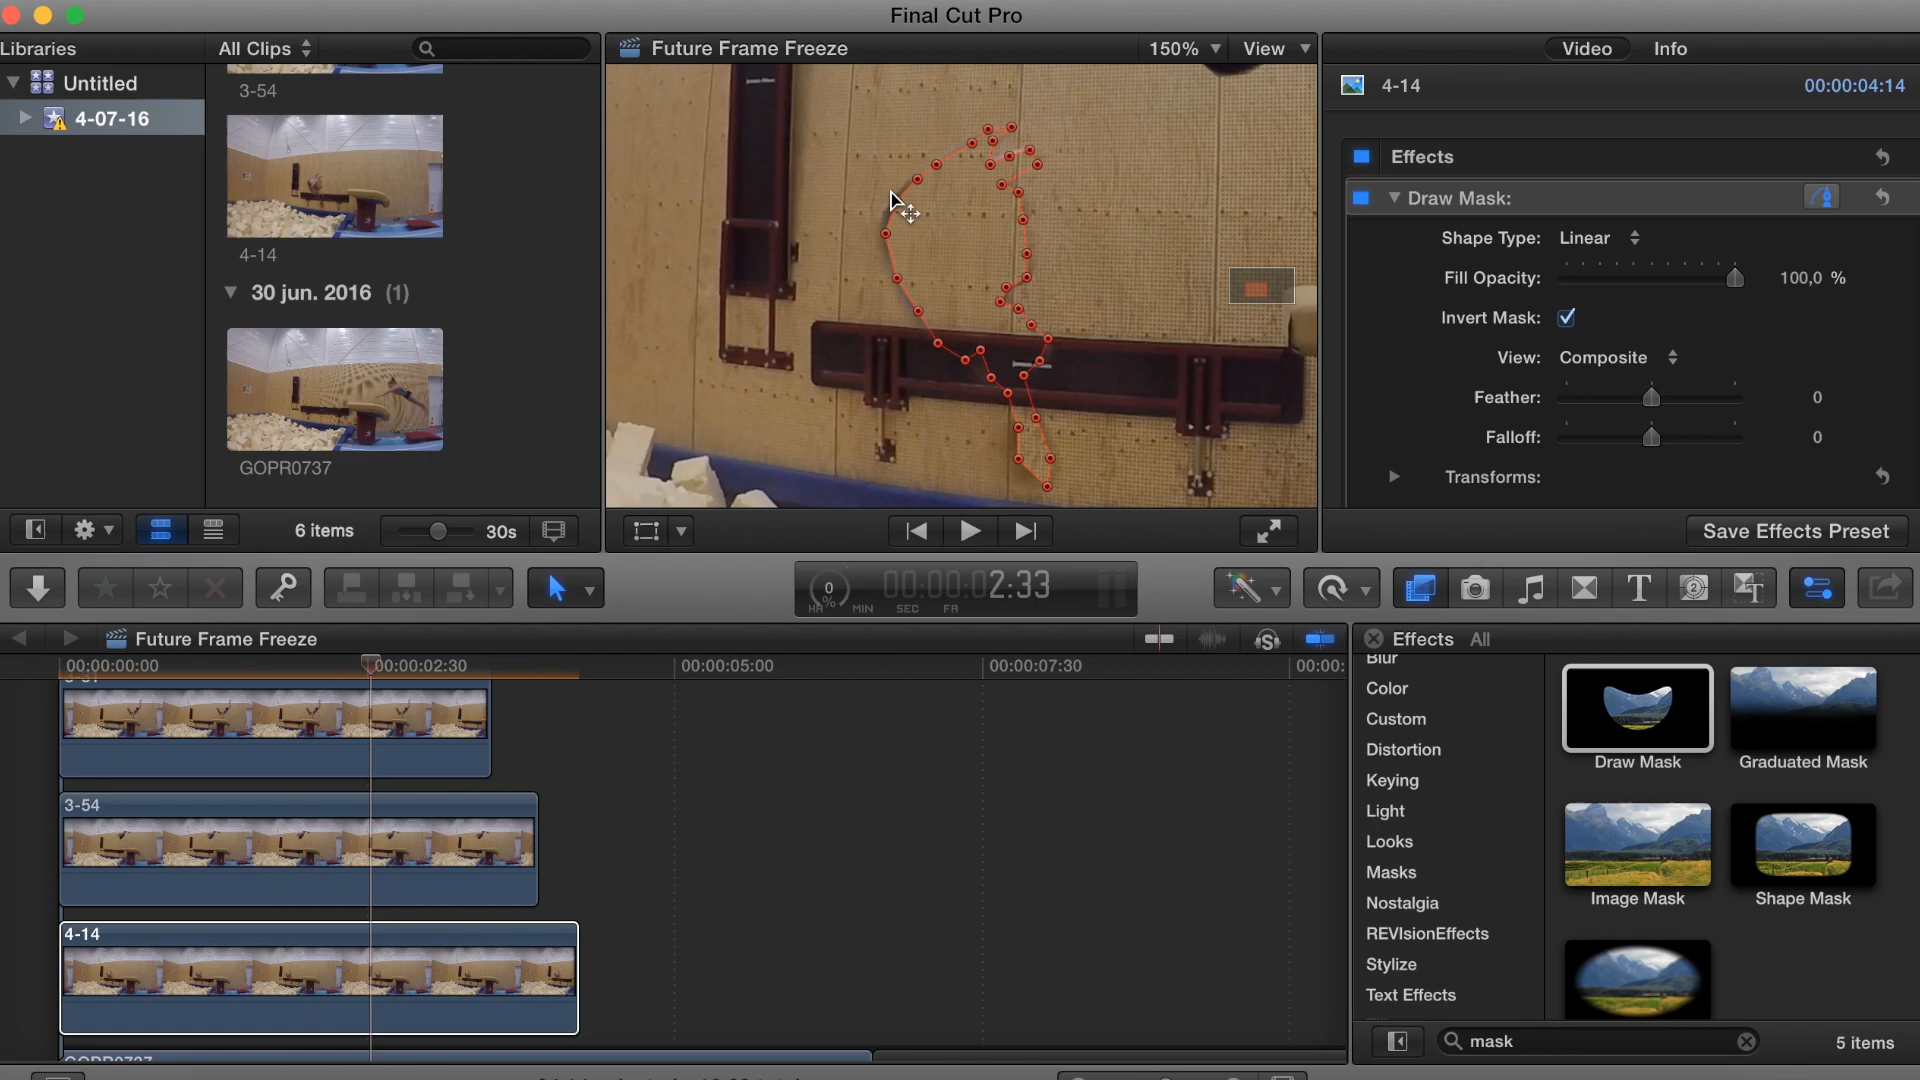 Final Cut Pro
Libraries
All Clips
Future Frame Freeze
150%
View
Video
Info
Untitled
4-07-16
3-54
4-14
30 jun. 2016 (1)
GOPR0737
4-14
00:00:04:14
Effects
Draw Mask:
Shape Type: Linear
Fill Opacity: 100,0 %
Invert Mask:
View: Composite
Feather: 0
Falloff: 0
Transforms:
6 items
30s
Save Effects Preset
0
%
00:00:02:33
HR MIN SEC FR
Future Frame Freeze
Effects All
00:00:00:00
00:00:02:30
00:00:05:00
00:00:07:30
00:00:
3-54
4-14
GOPR0737
Blur
Color
Custom
Distortion
Keying
Light
Looks
Masks
Nostalgia
REVIsionEffects
Stylize
Text Effects
Draw Mask
Graduated Mask
Image Mask
Shape Mask
mask
5 items